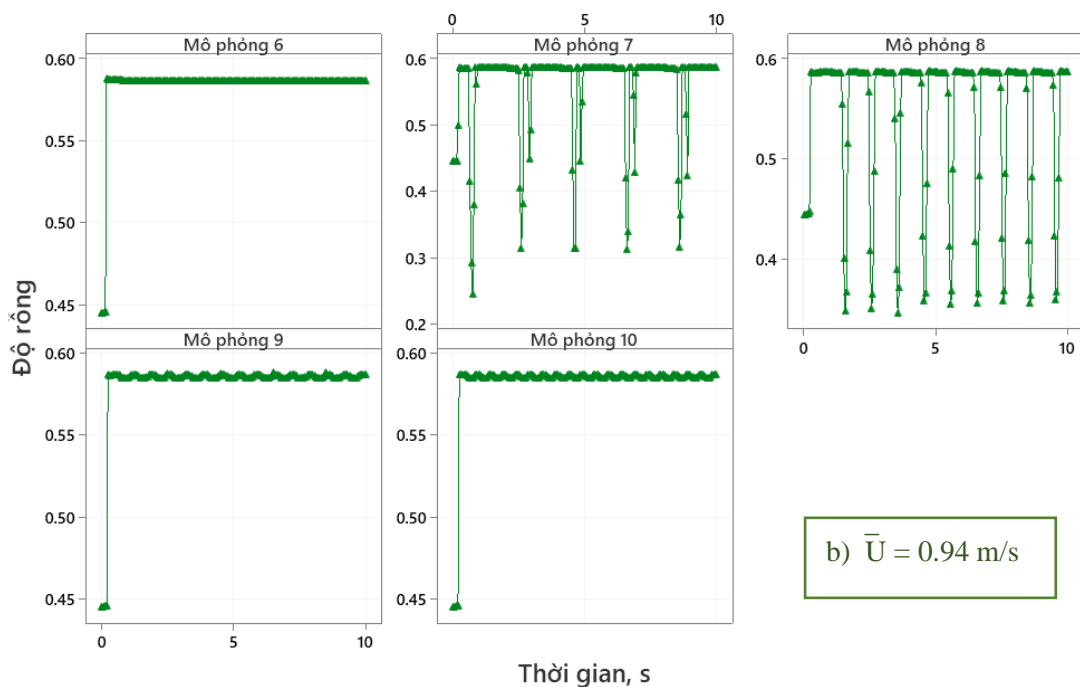 0 5 10
Mô phỏng 6 Mô phỏng 7 Mô phỏng 8
0.60 0.6 0.6
0.55 0.5 0.5
0.50 0.4 0.4
0.45 0.3
0.2
0 5 10
Độ rỗng
Mô phỏng 9 Mô phỏng 10
0.60 0.60
0.55 0.55
0.50 0.50
0.45 0.45
0 5 10 0 5 10
b) U̅ = 0.94 m/s
Thời gian, s